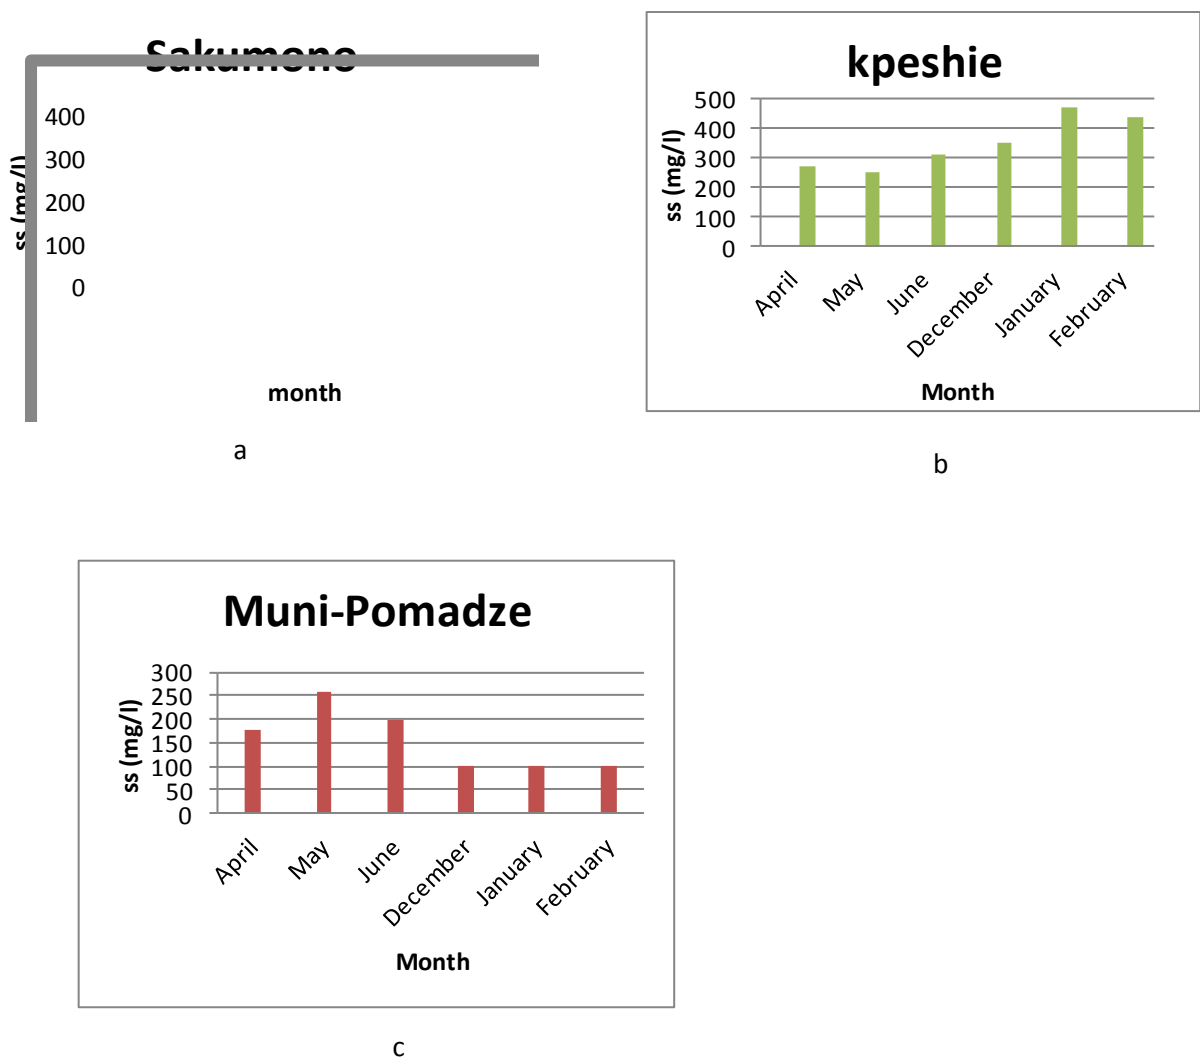 Sakumono
400
300
200
100
0
ss (mg/l)
month
a
kpeshie
500
400
300
200
100
0
ss (mg/l)
April
May
June
December
January
February
Month
b
Muni-Pomadze
300
250
200
150
100
50
0
ss (mg/l)
April
May
June
December
January
February
Month
c